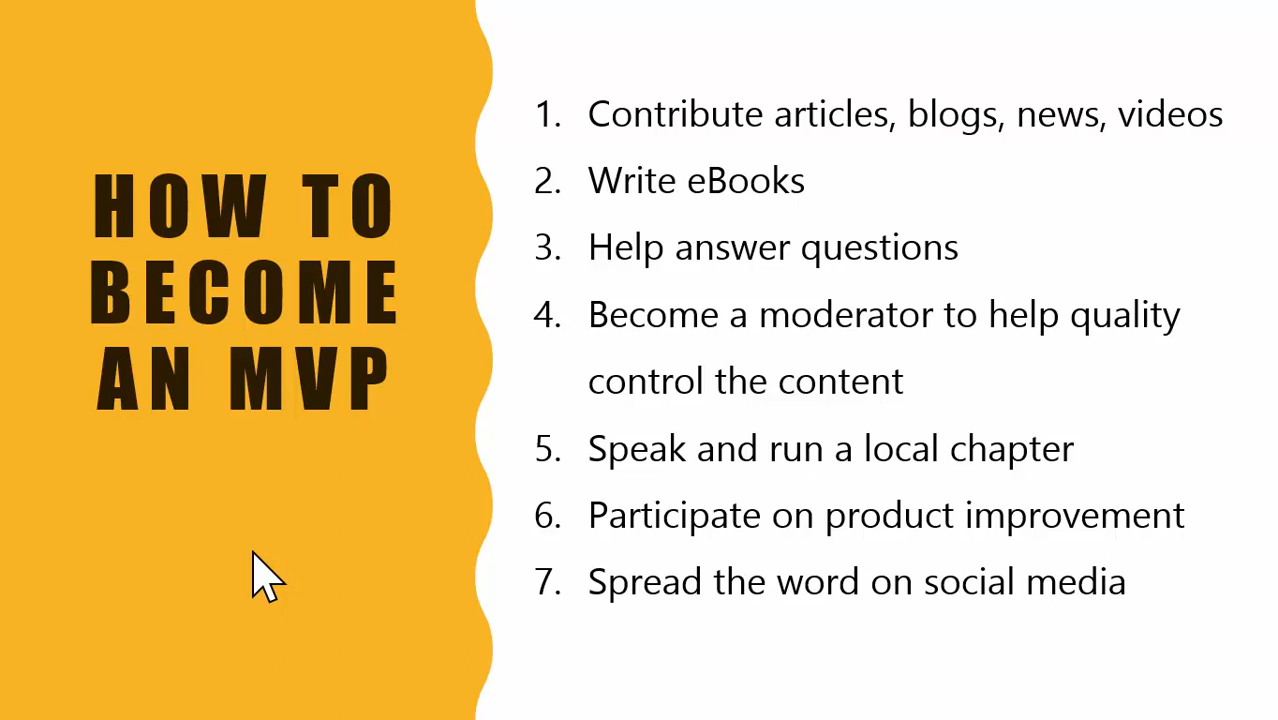 HOW TO
BECOME
AN MVP
1. Contribute articles, blogs, news, videos
2. Write eBooks
3. Help answer questions
4. Become a moderator to help quality
control the content
5. Speak and run a local chapter
6. Participate on product improvement
7. Spread the word on social media